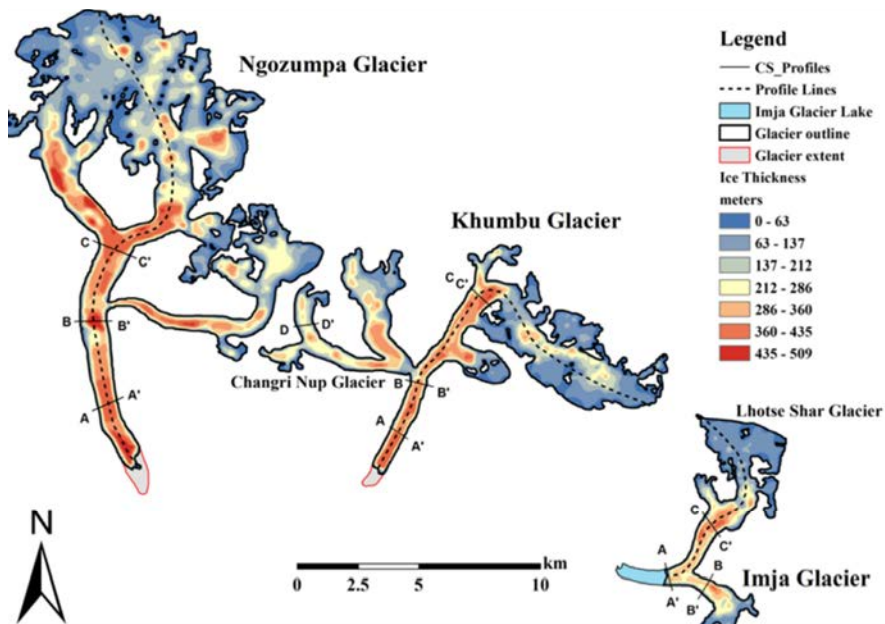 Ngozumpa Glacier
Legend
CS_Profiles
Profile Lines
Imja Glacier Lake
Glacier outline
Glacier extent
Ice Thickness
meters
0 - 63
63 - 137
137 - 212
212 - 286
286 - 360
360 - 435
435 - 509
Khumbu Glacier
C
C'
C
C'
B
B'
D
D'
Changri Nup Glacier
B
B'
A
A'
A
A'
Lhotse Shar Glacier
C
C'
A
B
A'
B'
Imja Glacier
N
km
0
2.5
5
10